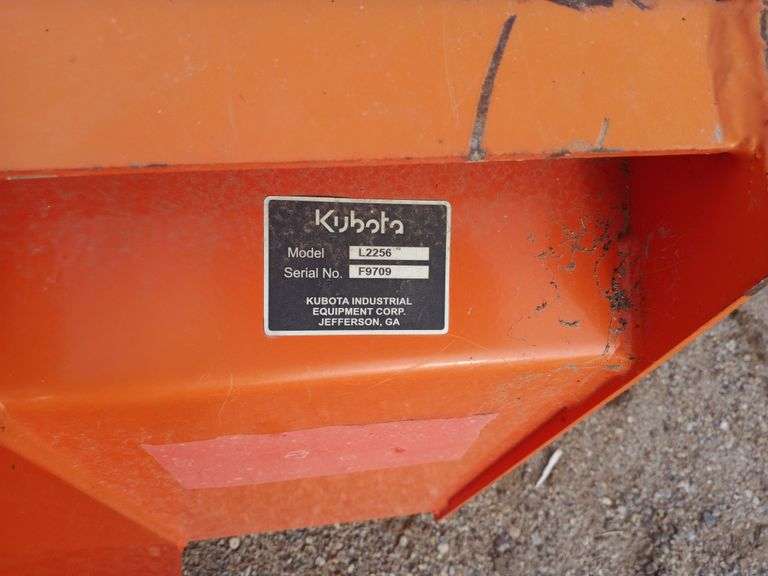 Kubota
Model L2256
Serial No. F9709
KUBOTA INDUSTRIAL
EQUIPMENT CORP.
JEFFERSON, GA